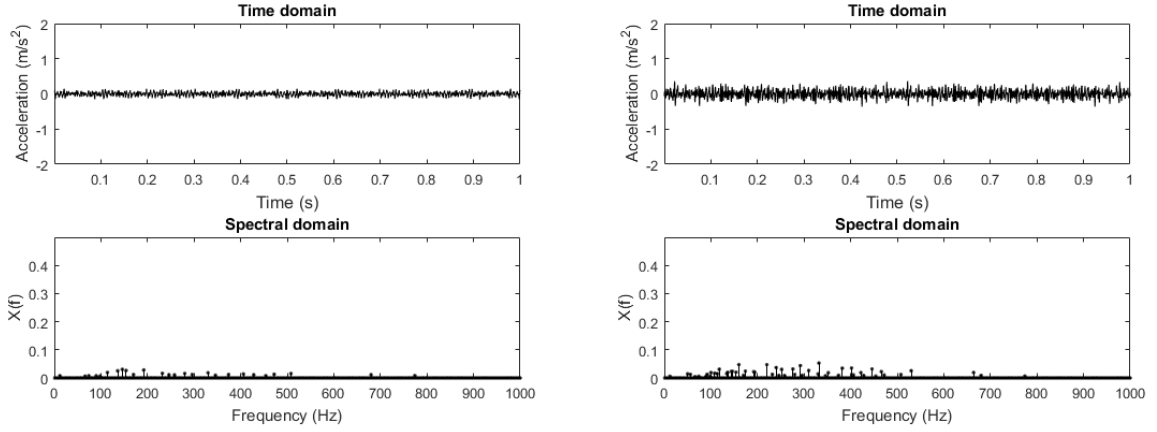 Time domain
Acceleration (m/s2)
2
1
0
-1
-2
0.1 0.2 0.3 0.4 0.5 0.6 0.7 0.8 0.9 1
Time (s)
Spectral domain
X(f)
0.4
0.3
0.2
0.1
0
0 100 200 300 400 500 600 700 800 900 1000
Frequency (Hz)
Time domain
Acceleration (m/s2)
2
1
0
-1
-2
0.1 0.2 0.3 0.4 0.5 0.6 0.7 0.8 0.9 1
Time (s)
Spectral domain
X(f)
0.4
0.3
0.2
0.1
0
0 100 200 300 400 500 600 700 800 900 1000
Frequency (Hz)